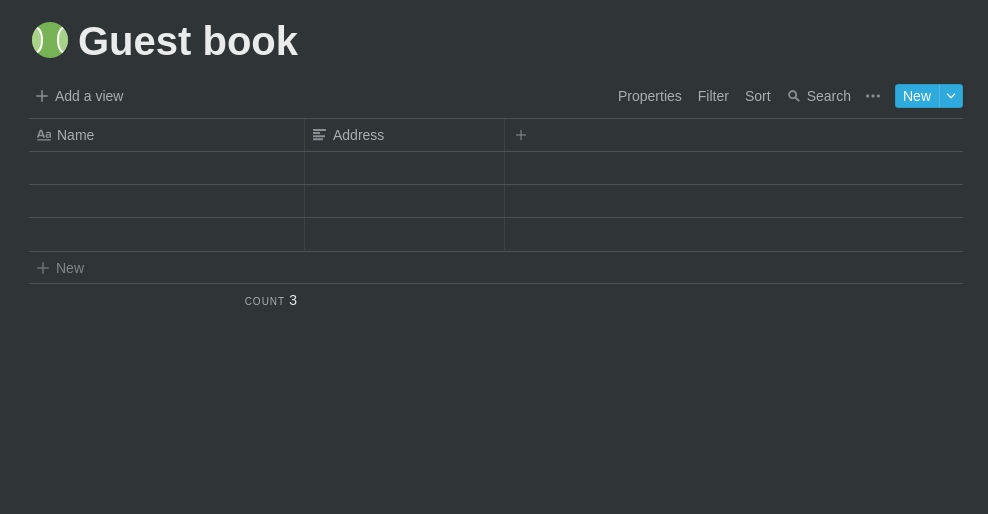 Guest book
Add a view Properties Filter Sort Search New
Aa Name Address
New
COUNT 3